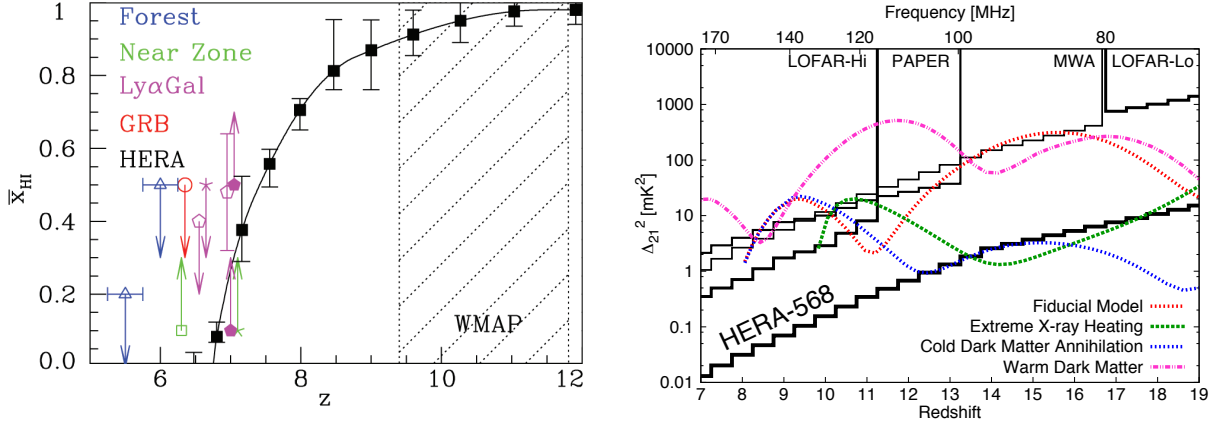 Forest
Near Zone
LyαGal
GRB
HERA
WMAP
x̄HI
1
0.8
0.6
0.4
0.2
0.0
6
8
10
12
z
Frequency [MHz]
170
140
120
100
80
LOFAR-Hi
PAPER
MWA
LOFAR-Lo
Δ21² [mK²]
10000
1000
100
10
1
0.1
0.01
HERA-568
Fiducial Model
Extreme X-ray Heating
Cold Dark Matter Annihilation
Warm Dark Matter
7 8 9 10 11 12 13 14 15 16 17 18 19
Redshift